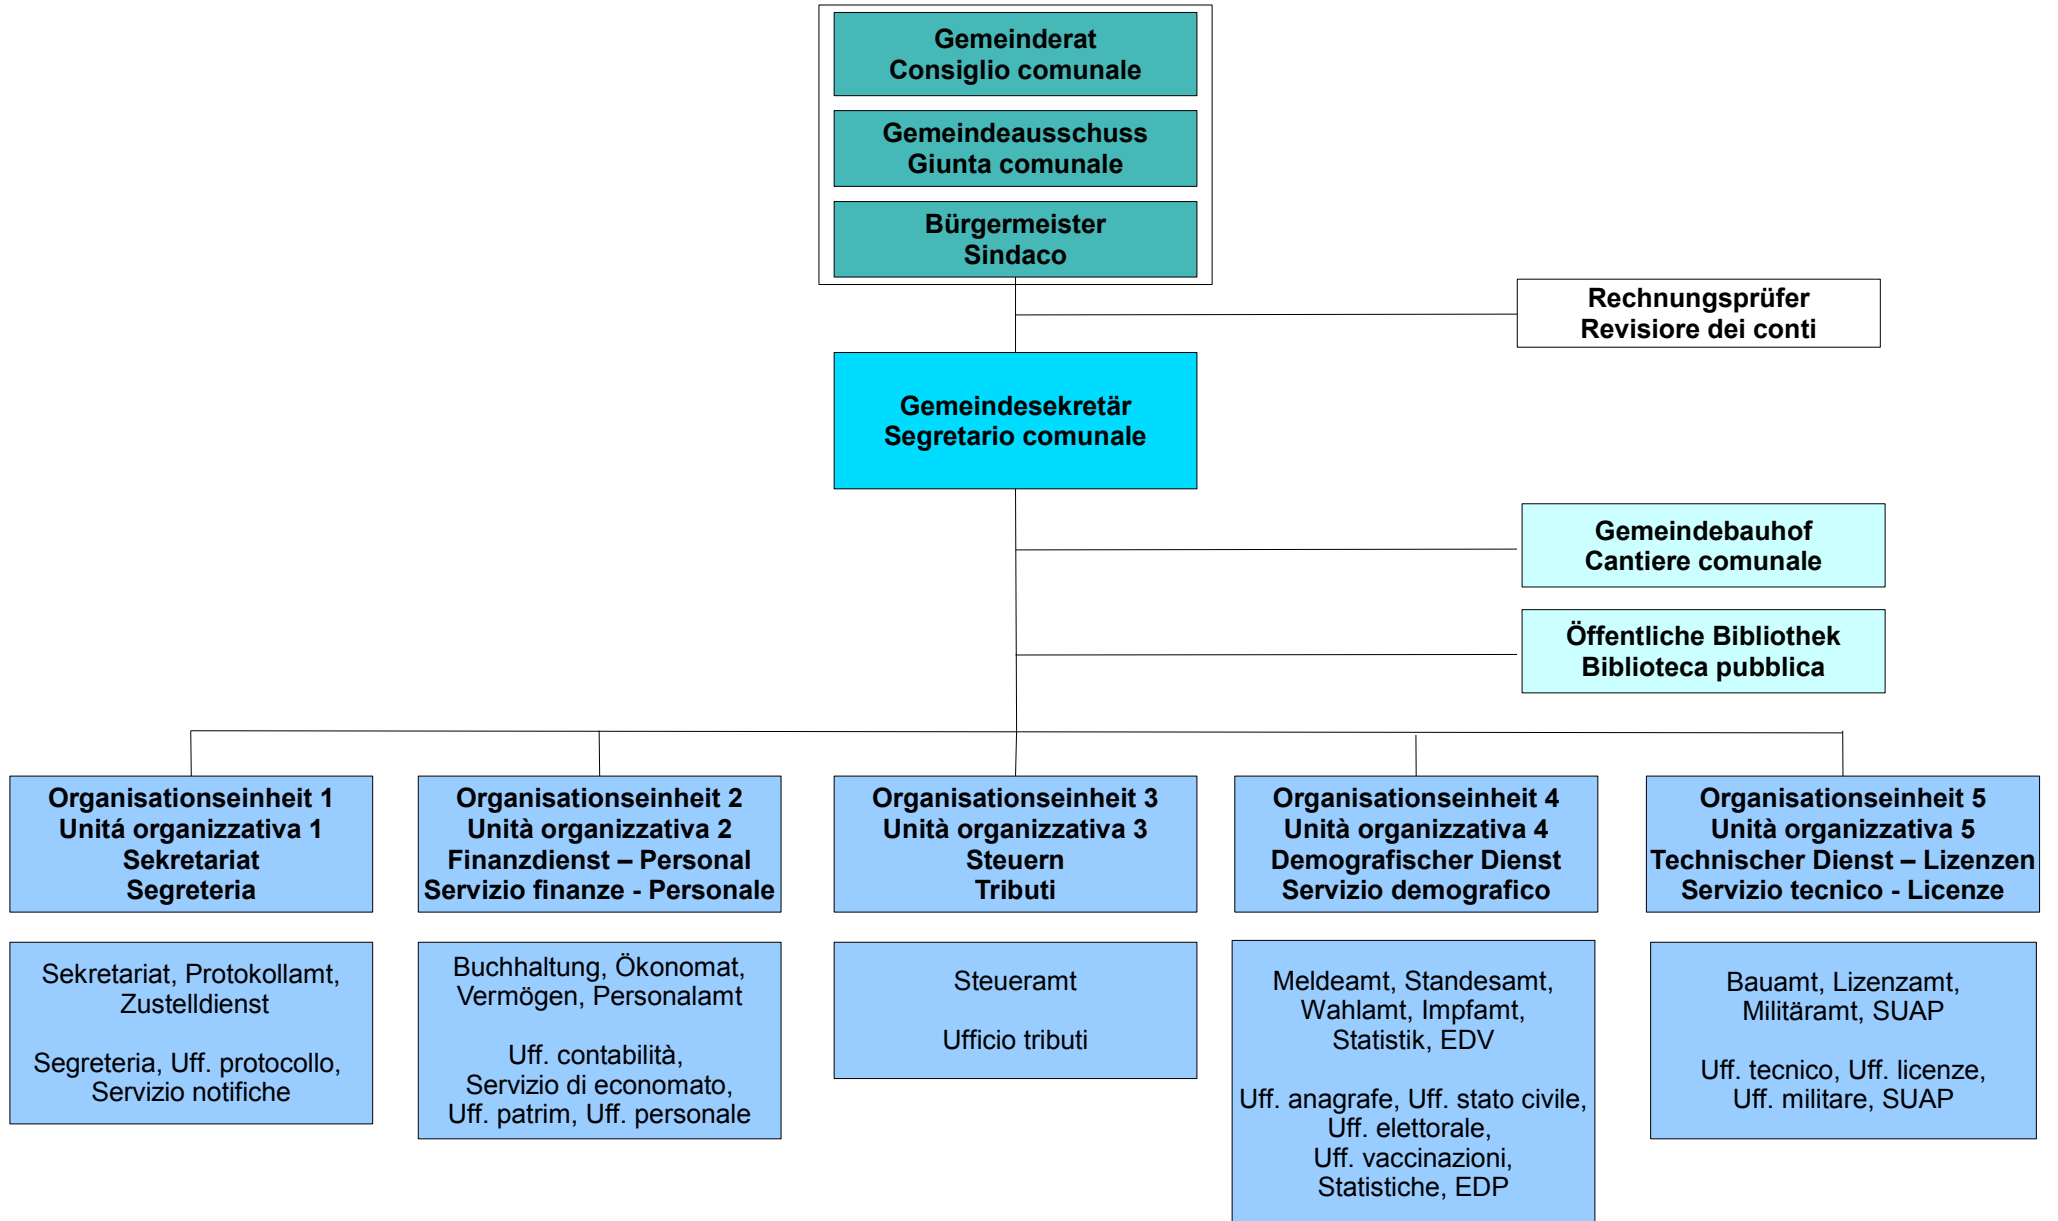 Gemeinderat
Consiglio comunale
Gemeindeausschuss
Giunta comunale
Bürgermeister
Sindaco
Rechnungsprüfer
Revisiore dei conti
Gemeindesekretär
Segretario comunale
Gemeindebauhof
Cantiere comunale
Öffentliche Bibliothek
Biblioteca pubblica
Organisationseinheit 1
Unitá organizzativa 1
Sekretariat
Segreteria
Organisationseinheit 2
Unità organizzativa 2
Finanzdienst – Personal
Servizio finanze - Personale
Organisationseinheit 3
Unità organizzativa 3
Steuern
Tributi
Organisationseinheit 4
Unità organizzativa 4
Demografischer Dienst
Servizio demografico
Organisationseinheit 5
Unità organizzativa 5
Technischer Dienst – Lizenzen
Servizio tecnico - Licenze
Sekretariat, Protokollamt,
Zustelldienst
Segreteria, Uff. protocollo,
Servizio notifiche
Buchhaltung, Ökonomat,
Vermögen, Personalamt
Uff. contabilità,
Servizio di economato,
Uff. patrim, Uff. personale
Steueramt
Ufficio tributi
Meldeamt, Standesamt,
Wahlamt, Impfamt,
Statistik, EDV
Uff. anagrafe, Uff. stato civile,
Uff. elettorale,
Uff. vaccinazioni,
Statistiche, EDP
Bauamt, Lizenzamt,
Militäramt, SUAP
Uff. tecnico, Uff. licenze,
Uff. militare, SUAP